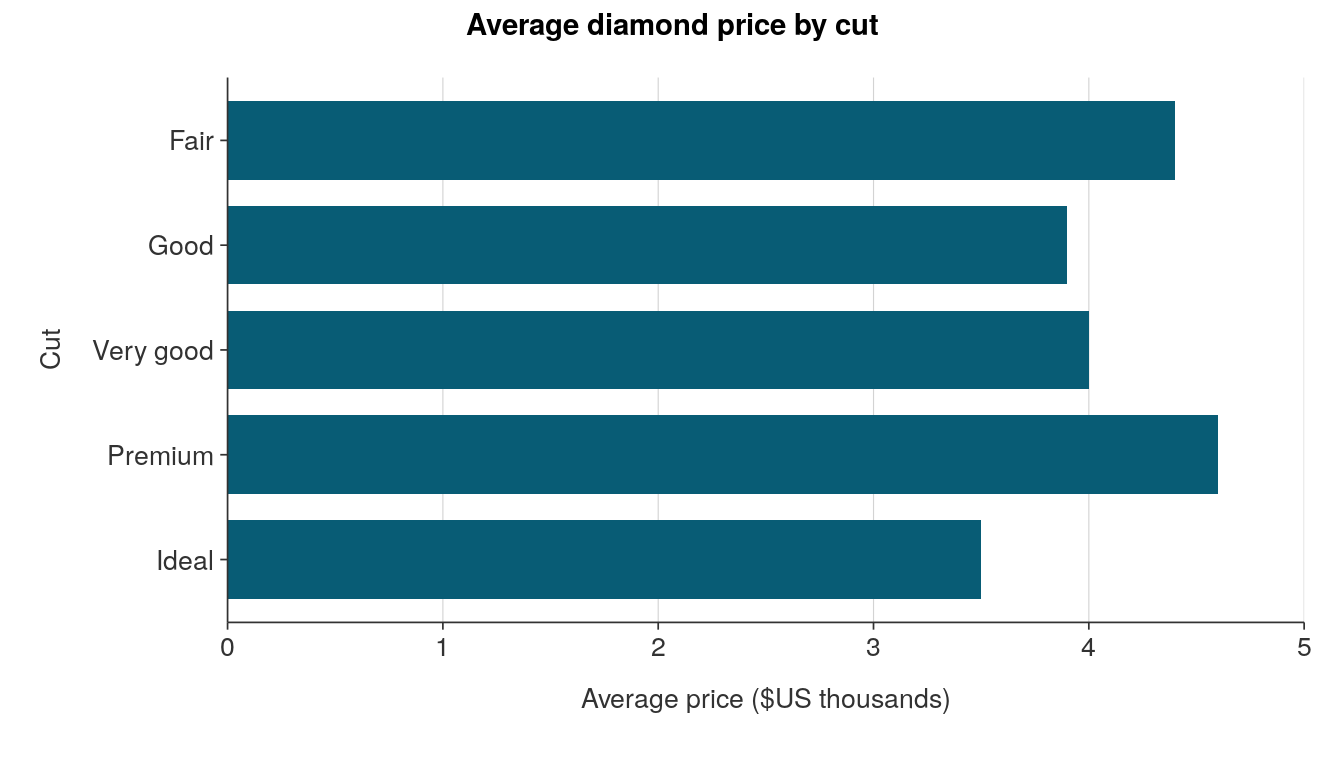 Average diamond price by cut
Fair
Good
Very good
Premium
Ideal
Cut
0 1 2 3 4 5
Average price ($US thousands)